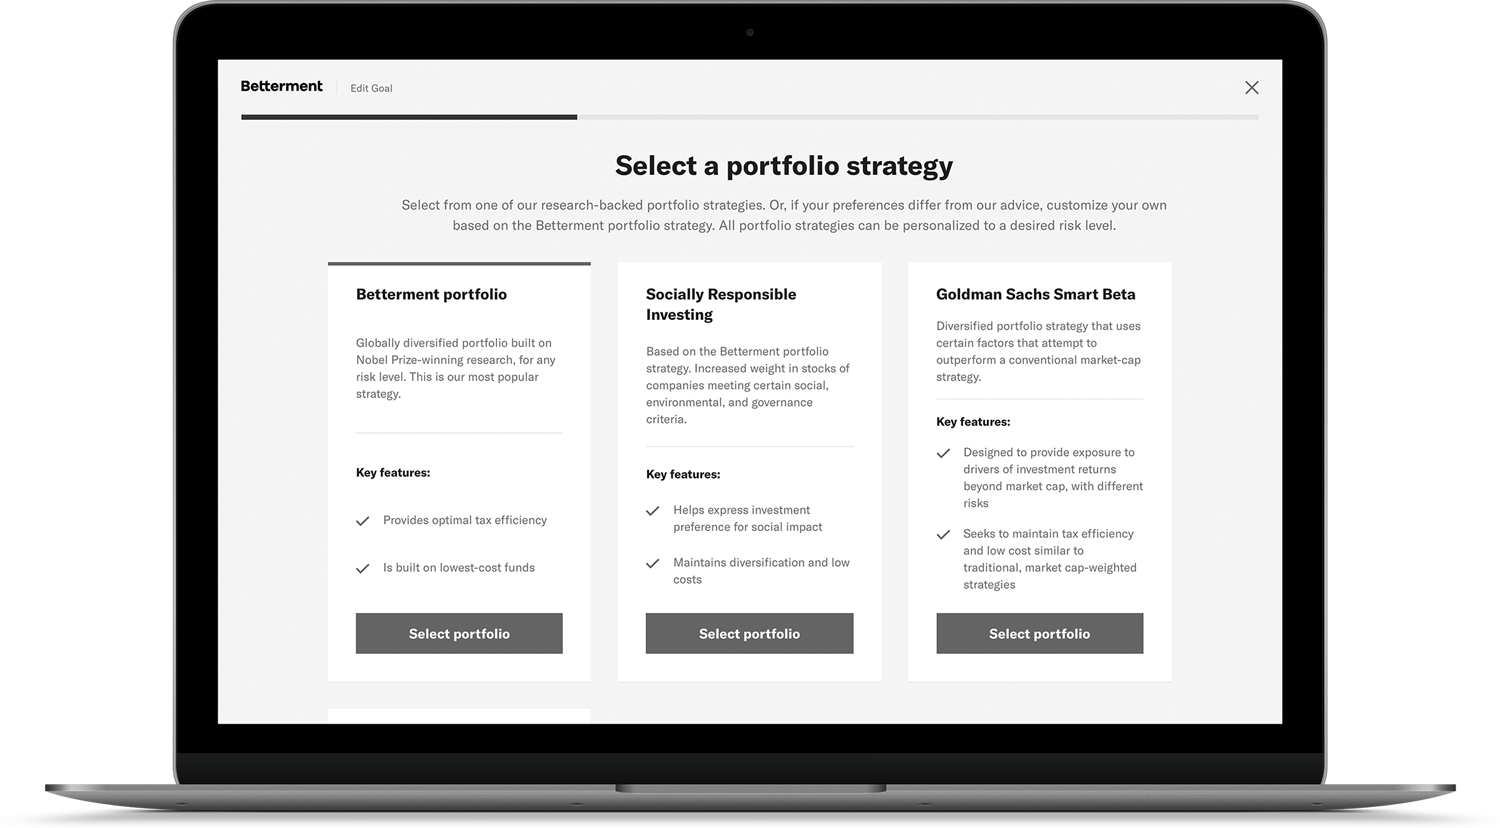 Betterment
Edit Goal
Select a portfolio strategy
Select from one of our research-backed portfolio strategies. Or, if your preferences differ from our advice, customize your own
based on the Betterment portfolio strategy. All portfolio strategies can be personalized to a desired risk level.
Betterment portfolio
Globally diversified portfolio built on
Nobel Prize-winning research, for any
risk level. This is our most popular
strategy.
Key features:
Provides optimal tax efficiency
Is built on lowest-cost funds
Select portfolio
Socially Responsible
Investing
Based on the Betterment portfolio
strategy. Increased weight in stocks of
companies meeting certain social,
environmental, and governance
criteria.
Key features:
Helps express investment
preference for social impact
Maintains diversification and low
costs
Select portfolio
Goldman Sachs Smart Beta
Diversified portfolio strategy that uses
certain factors that attempt to
outperform a conventional market-cap
strategy.
Key features:
Designed to provide exposure to
drivers of investment returns
beyond market cap, with different
risks
Seeks to maintain tax efficiency
and low cost similar to
traditional, market cap-weighted
strategies
Select portfolio